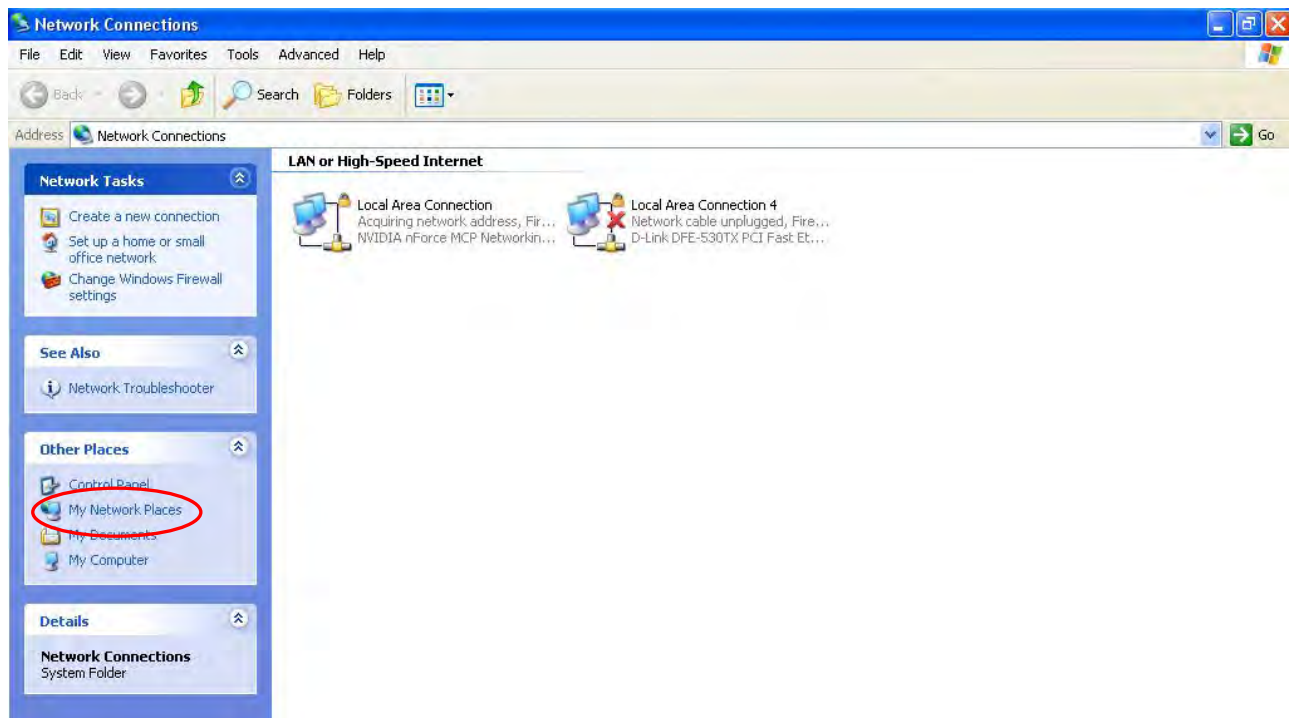 Network Connections
File Edit View Favorites Tools Advanced Help
Back Search Folders
Address Network Connections Go
Network Tasks
Create a new connection
Set up a home or small
office network
Change Windows Firewall
settings
See Also
Network Troubleshooter
Other Places
Control Panel
My Network Places
My Documents
My Computer
Details
Network Connections
System Folder
LAN or High-Speed Internet
Local Area Connection
Acquiring network address, Fir...
NVIDIA nForce MCP Networkin...
Local Area Connection 4
Network cable unplugged, Fire...
D-Link DFE-530TX PCI Fast Et...